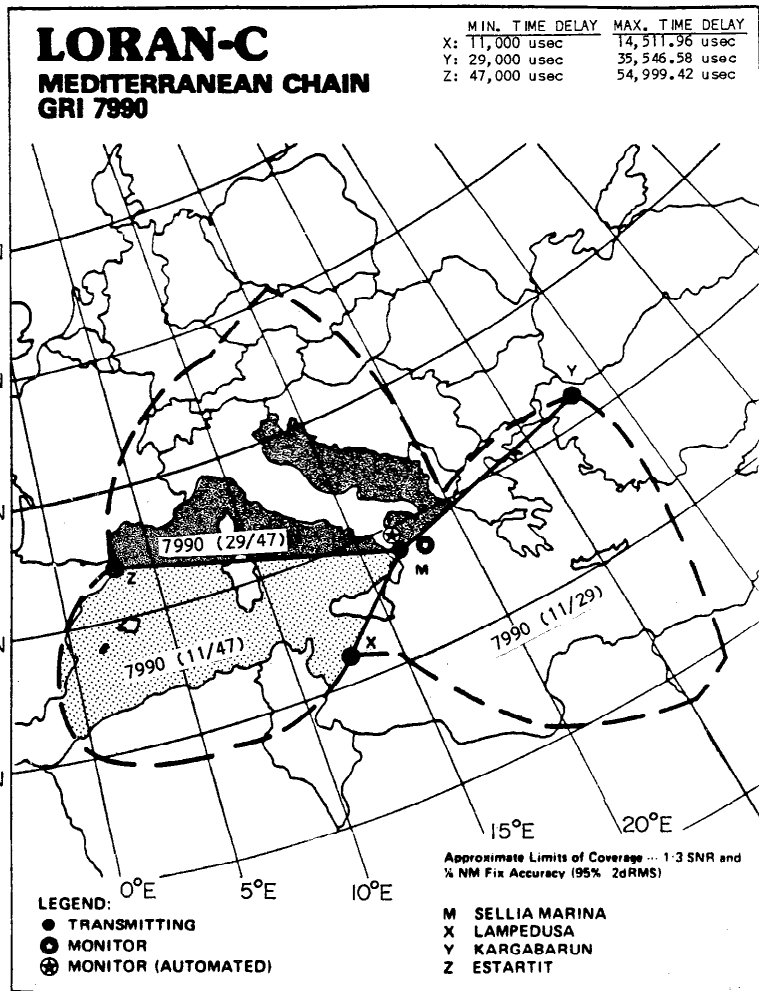 LORAN-C
MEDITERRANEAN CHAIN
GRI 7990
MIN. TIME DELAY MAX. TIME DELAY
X: 11,000 usec 14,511.96 usec
Y: 29,000 usec 35,546.58 usec
Z: 47,000 usec 54,999.42 usec
Y
7990 (29/47)
Z
M
7990 (11/29)
X
7990 (11/47)
15°E
20°E
0°E
5°E
10°E
Approximate Limits of Coverage ··· 1·3 SNR and
¼ NM Fix Accuracy (95% 2dRMS)
LEGEND:
TRANSMITTING
MONITOR
MONITOR (AUTOMATED)
M SELLIA MARINA
X LAMPEDUSA
Y KARGABARUN
Z ESTARTIT